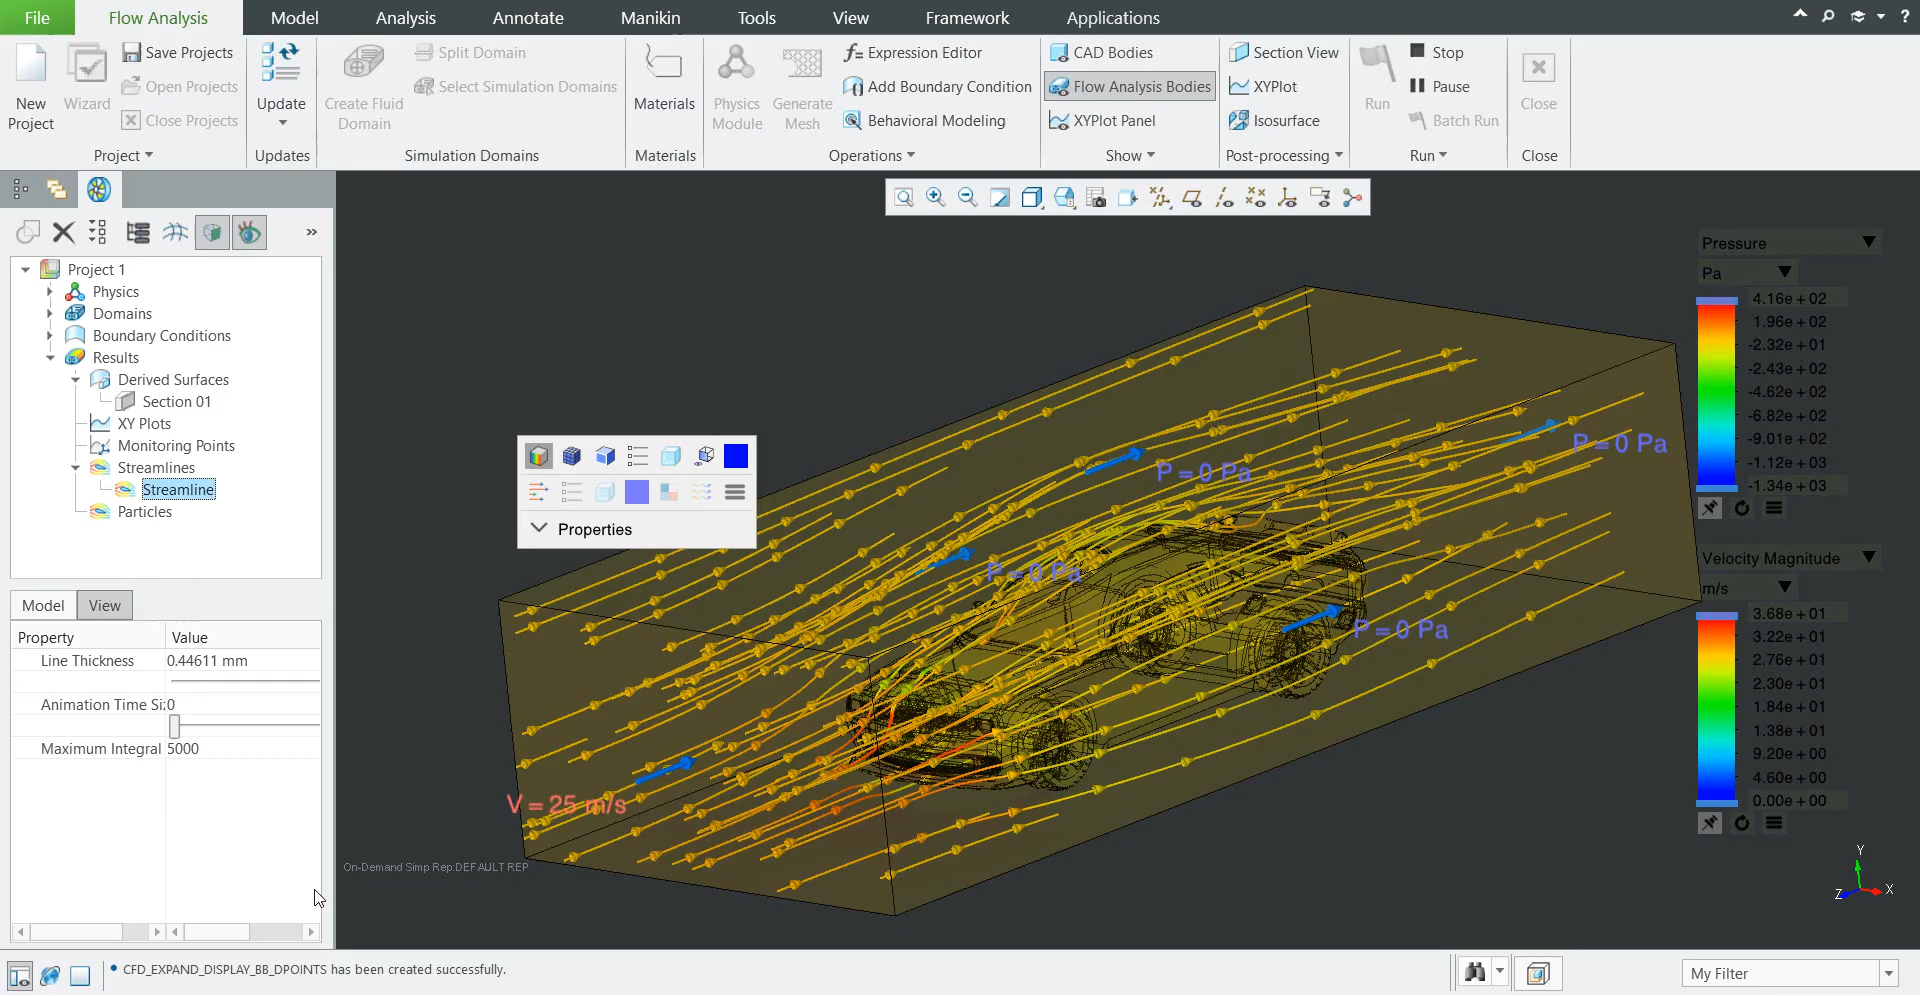 File Flow Analysis Model Analysis Annotate Manikin Tools View Framework Applications
New Project
Wizard
Save Projects
Open Projects
Close Projects
Project
Update
Updates
Create Fluid Domain
Split Domain
Select Simulation Domains
Simulation Domains
Materials
Materials
Physics Module
Generate Mesh
Expression Editor
Add Boundary Condition
Behavioral Modeling
Operations
CAD Bodies
Flow Analysis Bodies
XYPlot Panel
Show
Section View
XYPlot
Isosurface
Post-processing
Run
Stop
Pause
Batch Run
Run
Close
Close
Project 1
Physics
Domains
Boundary Conditions
Results
Derived Surfaces
Section 01
XY Plots
Monitoring Points
Streamlines
Streamline
Particles
Model View
Property Value
Line Thickness 0.44611 mm
Animation Time Si: 0
Maximum Integral 5000
Properties
P = 0 Pa
P = 0 Pa
P = 0 Pa
P = 0 Pa
V = 25 m/s
On-Demand Simp Rep:DEFAULT REP
Pressure
Pa
4.16e + 02
1.96e + 02
-2.32e + 01
-2.43e + 02
-4.62e + 02
-6.82e + 02
-9.01e + 02
-1.12e + 03
-1.34e + 03
Velocity Magnitude
m/s
3.68e + 01
3.22e + 01
2.76e + 01
2.30e + 01
1.84e + 01
1.38e + 01
9.20e + 00
4.60e + 00
0.00e + 00
Y
X
Z
CFD_EXPAND_DISPLAY_BB_DPOINTS has been created successfully.
My Filter